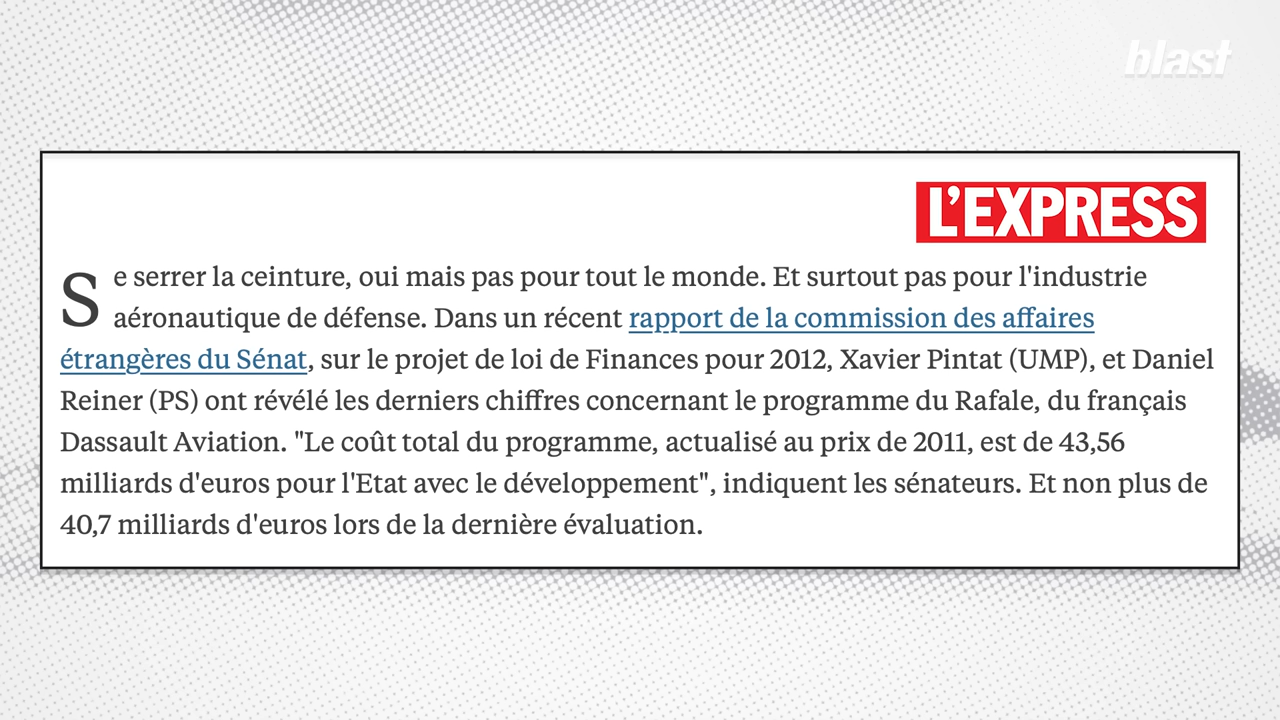 blast
L'EXPRESS
Se serrer la ceinture, oui mais pas pour tout le monde. Et surtout pas pour l'industrie
aéronautique de défense. Dans un récent rapport de la commission des affaires
étrangères du Sénat, sur le projet de loi de Finances pour 2012, Xavier Pintat (UMP), et Daniel
Reiner (PS) ont révélé les derniers chiffres concernant le programme du Rafale, du français
Dassault Aviation. "Le coût total du programme, actualisé au prix de 2011, est de 43,56
milliards d'euros pour l'Etat avec le développement", indiquent les sénateurs. Et non plus de
40,7 milliards d'euros lors de la dernière évaluation.